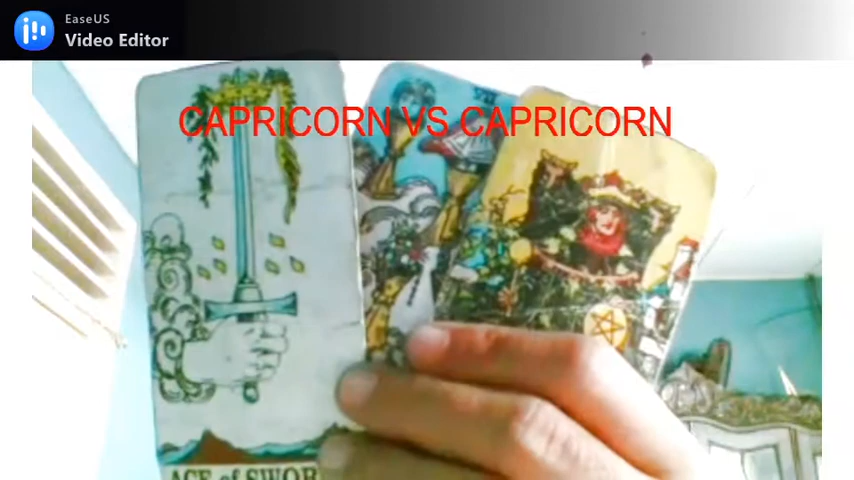 EaseUS
Video Editor
CAPRICORN VS CAPRICORN
ACE of SWOR